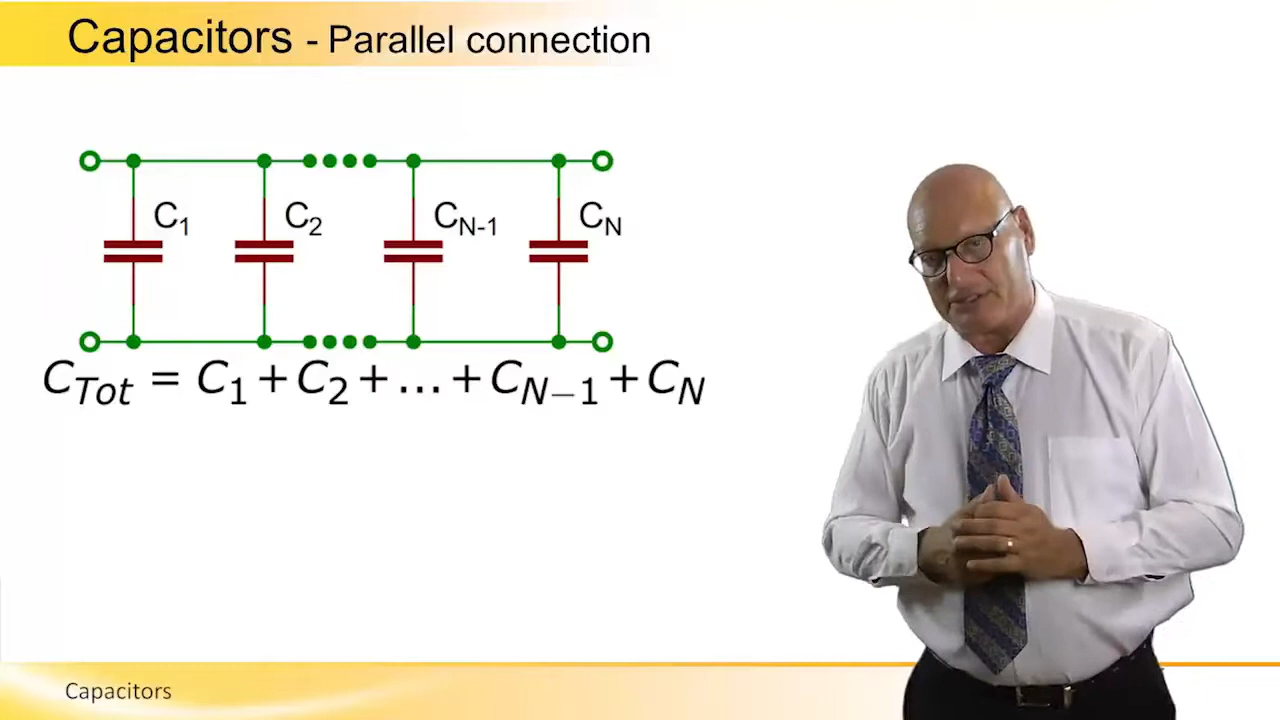 Capacitors - Parallel connection
C1 C2 CN-1 CN
CTot = C1+C2+...+CN−1+CN
Capacitors